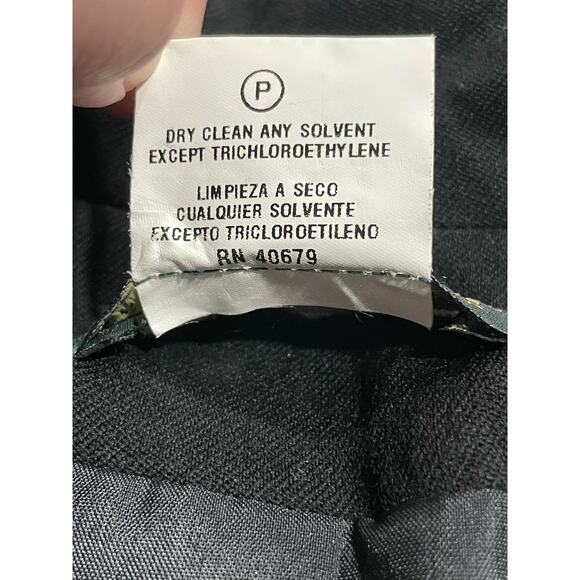 P
DRY CLEAN ANY SOLVENT
EXCEPT TRICHLOROETHYLENE
LIMPIEZA A SECO
CUALQUIER SOLVENTE
EXCEPTO TRICLOROETILENO
RN 40679